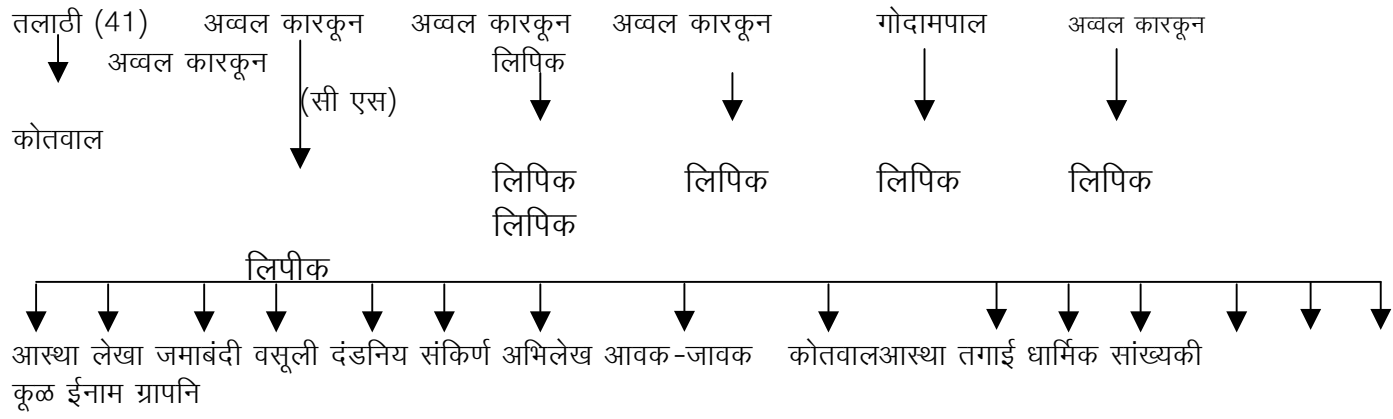 तलाठी (41) अव्वल कारकून अव्वल कारकून अव्वल कारकून गोदामपाल अव्वल कारकून
अव्वल कारकून लिपिक
(सी एस)
कोतवाल
लिपिक लिपिक लिपिक लिपिक
लिपिक
लिपीक
आस्था लेखा जमाबंदी वसूली दंडनिय संकिर्ण अभिलेख आवक-जावक कोतवालआस्था तगाई धार्मिक सांख्यकी
कूळ ईनाम ग्रापनि